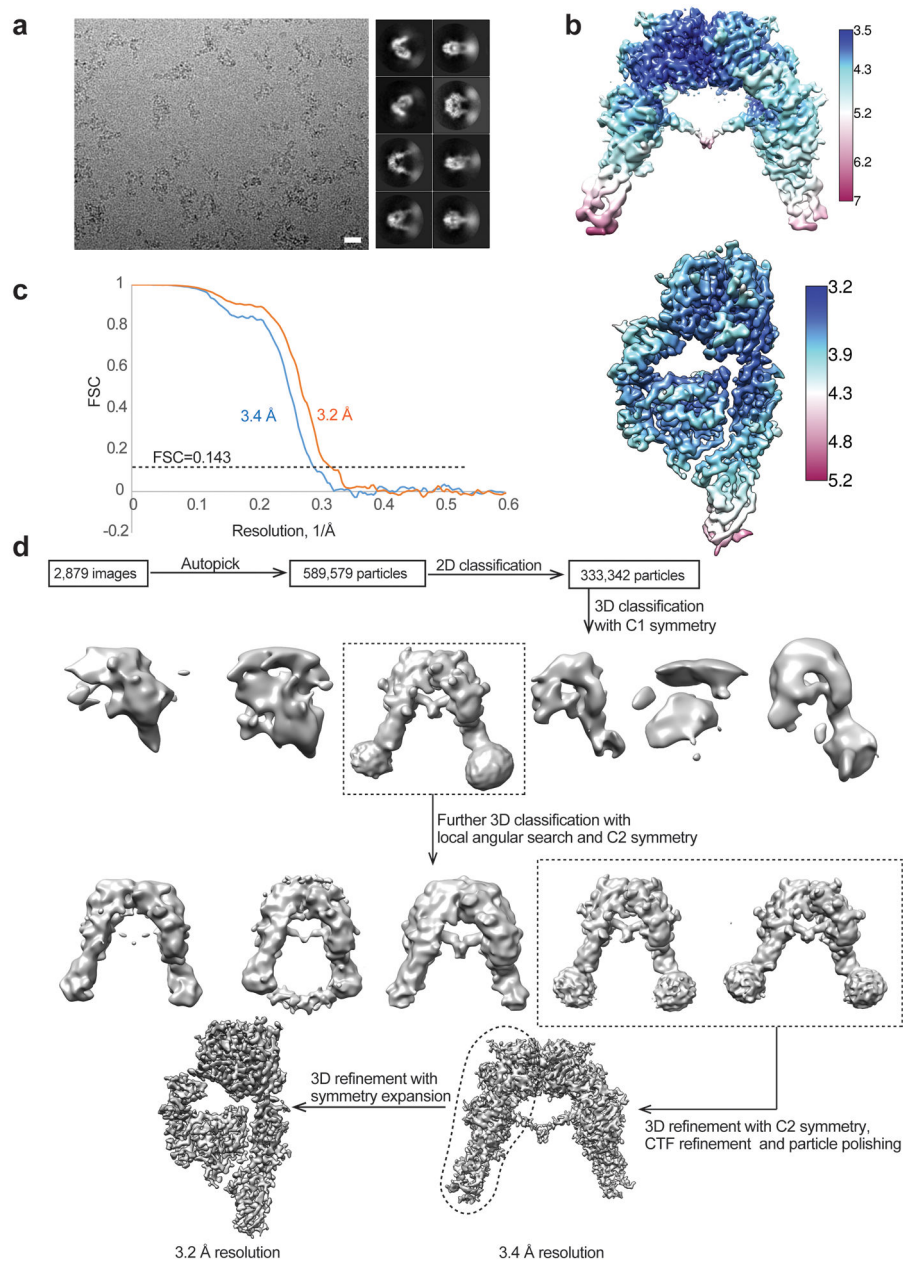 a
b
3.5
4.3
5.2
6.2
7
3.2
3.9
4.3
4.8
5.2
c
1
0.8
0.6
0.4
0.2
0
-0.2
FSC
3.4 Å
3.2 Å
FSC=0.143
0
0.1
0.2
0.3
0.4
0.5
0.6
Resolution, 1/Å
d
2,879 images
Autopick
589,579 particles
2D classification
333,342 particles
3D classification
with C1 symmetry
Further 3D classification with
local angular search and C2 symmetry
3D refinement with
symmetry expansion
3D refinement with C2 symmetry,
CTF refinement and particle polishing
3.2 Å resolution
3.4 Å resolution